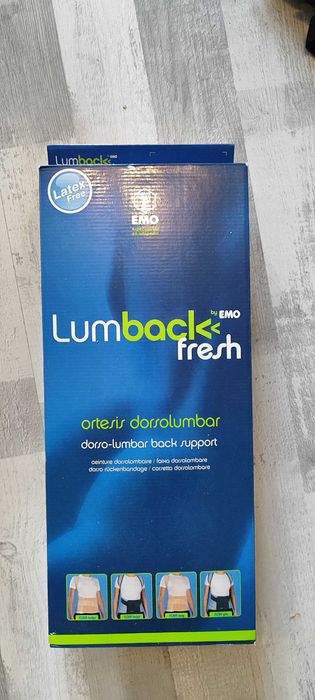 Lumback
EMO
Latex
Free
EMO
by EMO
Lumback
fresh
ortesis dorsolumbar
dorso-lumbar back support
ceinture dorsolombaire / faixa dorsolombare
dorso rückenbandage / corsetto dorsolombare